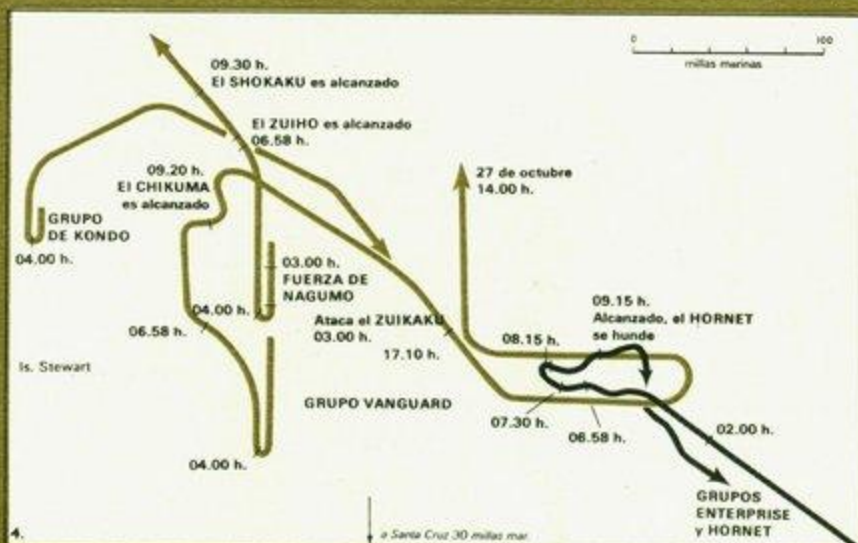 09.30 h.
El SHOKAKU es alcanzado
El ZUIHO es alcanzado
06.58 h.
09.20 h.
El CHIKUMA
es alcanzado
GRUPO
DE KONDO
04.00 h.
03.00 h.
FUERZA DE
NAGUMO
04.00 h.
06.58 h.
Is. Stewart
Ataca el ZUIKAKU
03.00 h.
17.10 h.
GRUPO VANGUARD
04.00 h.
0 100
millas marinas
27 de octubre
14.00 h.
09.15 h.
Alcanzado, el HORNET
se hunde
08.15 h.
07.30 h.
06.58 h.
02.00 h.
GRUPOS
ENTERPRISE
y HORNET
4.
a Santa Cruz 30 millas mar.